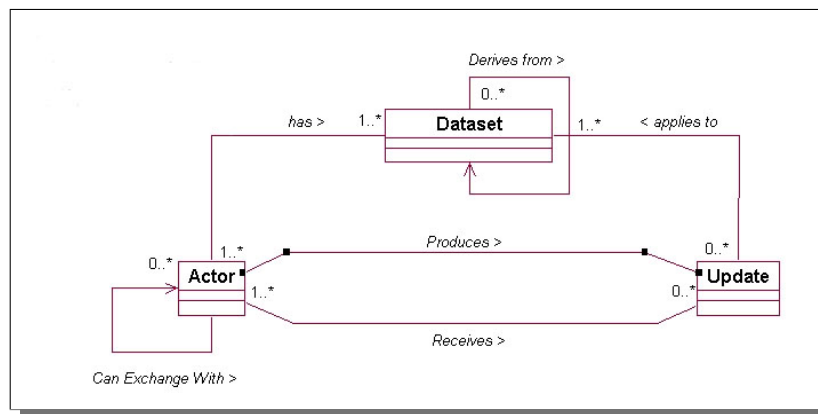 Derives from >
0..*
has >
1..*
Dataset
1..*
< applies to
0..*
1..*
Produces >
0..*
Actor
Update
1..*
0..*
Receives >
Can Exchange With >